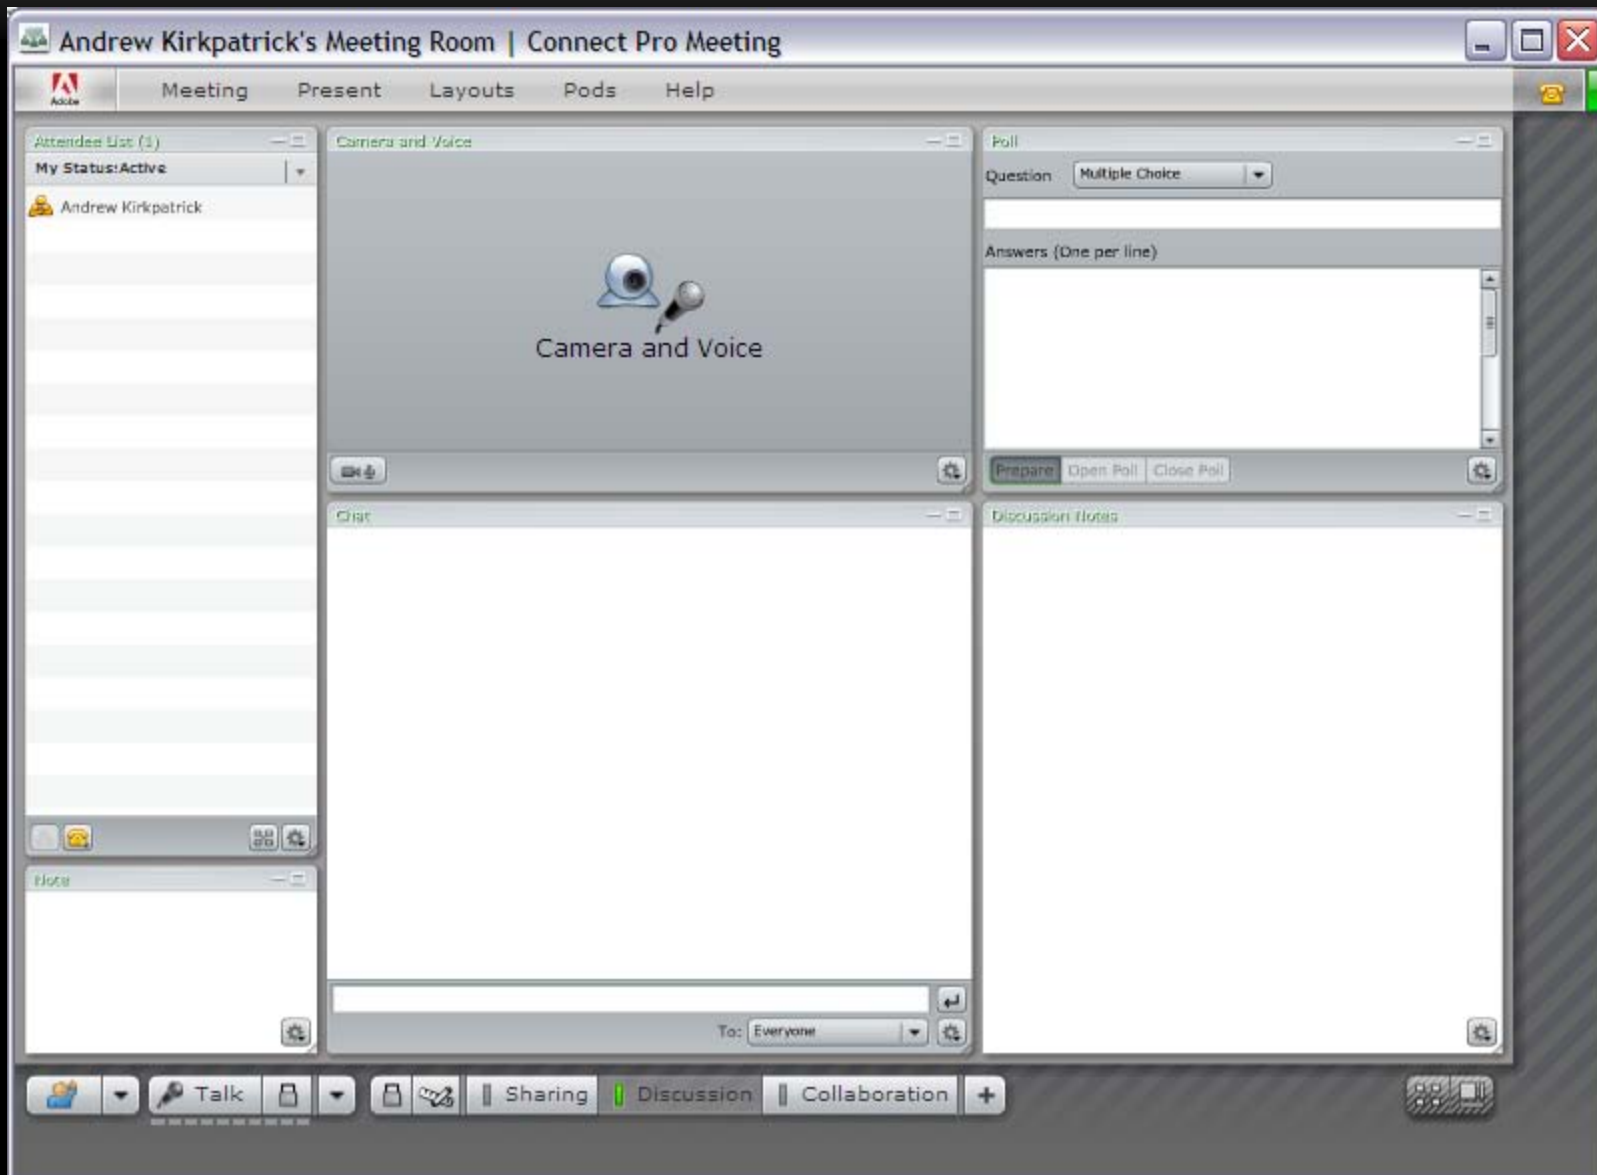 Andrew Kirkpatrick's Meeting Room | Connect Pro Meeting
Adobe
Meeting Present Layouts Pods Help
Attendee List (1)
My Status:Active
Andrew Kirkpatrick
Camera and Voice
Camera and Voice
Poll
Question Multiple Choice
Answers (One per line)
Prepare Open Poll Close Poll
Chat
To: Everyone
Discussion Notes
Note
Talk Sharing Discussion Collaboration +